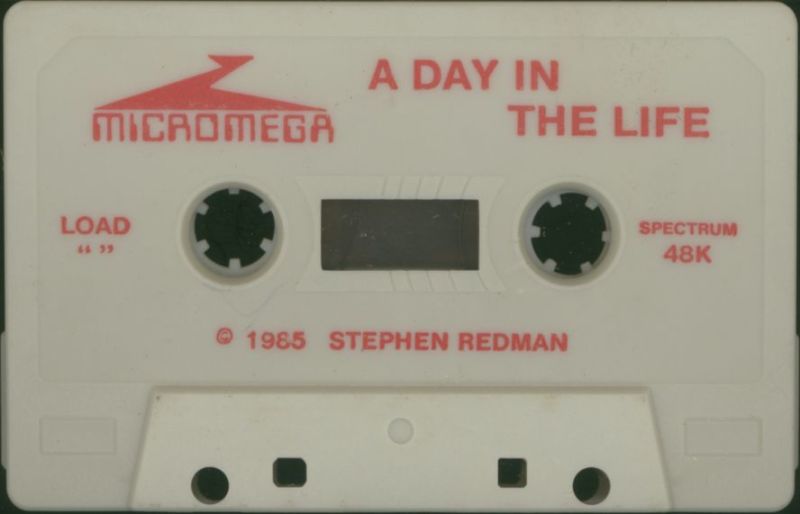 A DAY IN
THE LIFE
MICROMEGA
LOAD
“ ”
SPECTRUM
48K
© 1985 STEPHEN REDMAN